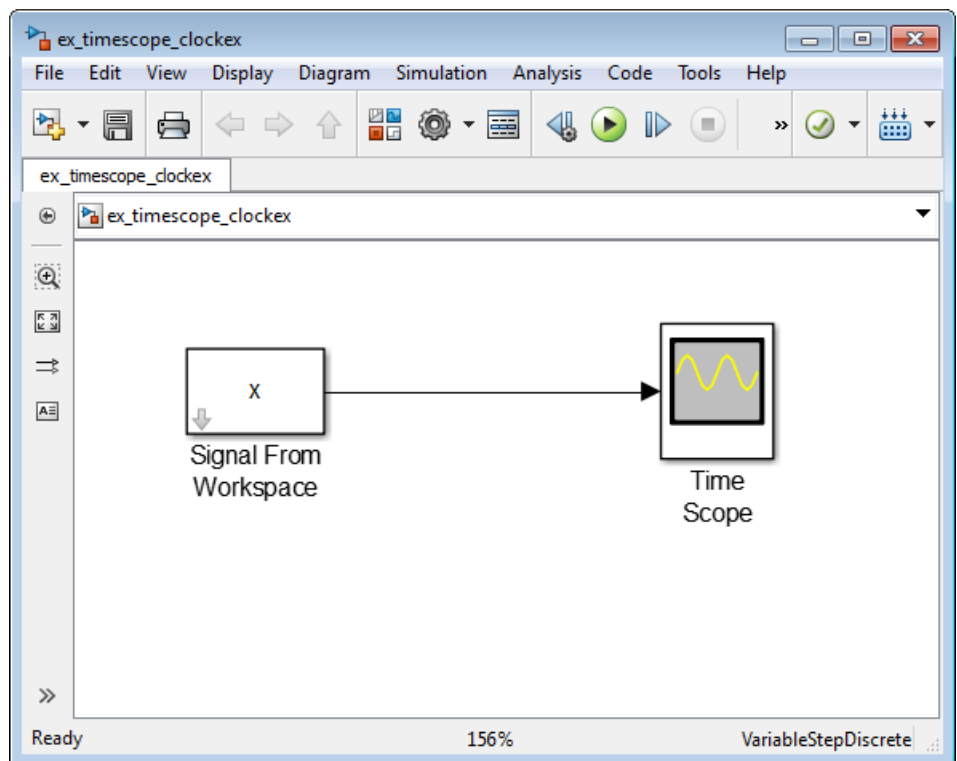 ex_timescope_clockex
File Edit View Display Diagram Simulation Analysis Code Tools Help
»
ex_timescope_clockex
ex_timescope_clockex
A
X
Signal From
Workspace
Time
Scope
»
Ready 156% VariableStepDiscrete